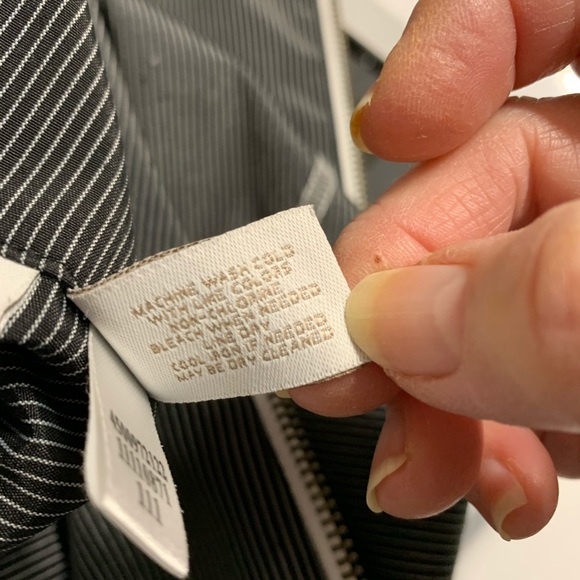 MACHINE WASH COLD
WITH LIKE COLORS
NON-CHLORINE
BLEACH WHEN NEEDED
LINE DRY
COOL IRON IF NEEDED
MAY BE DRY CLEANED